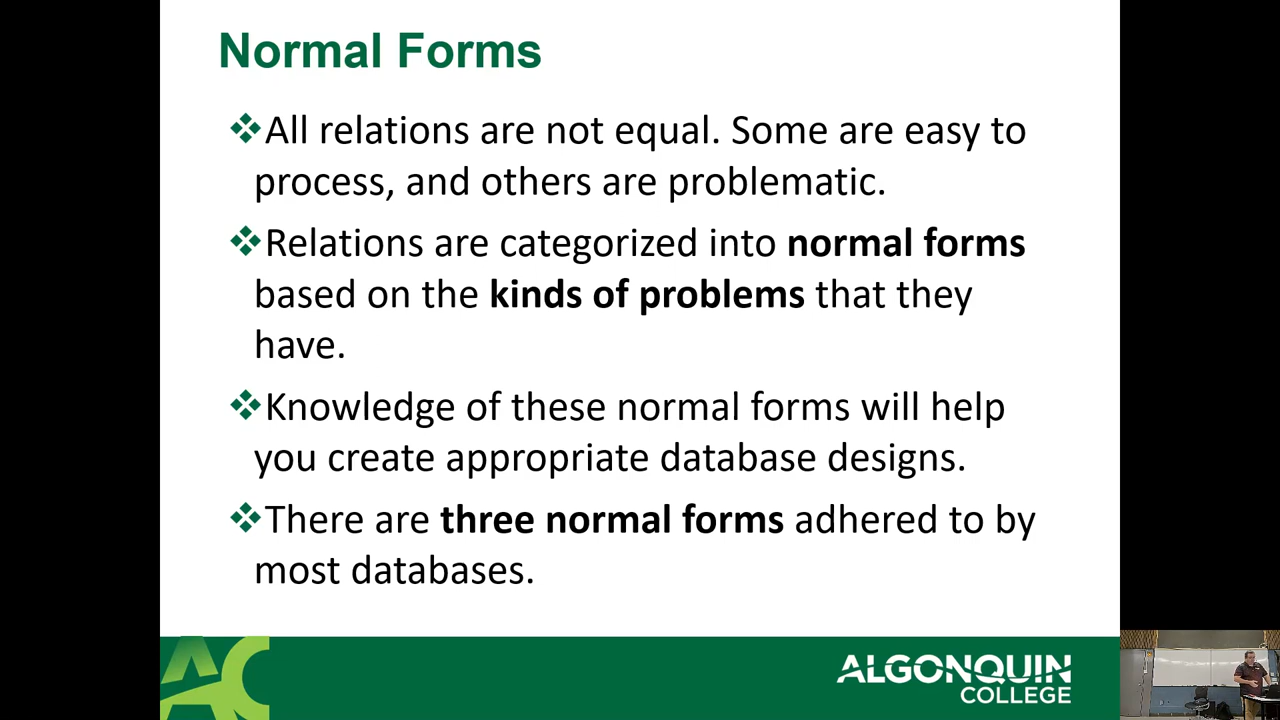 Normal Forms
❖All relations are not equal. Some are easy to
process, and others are problematic.
❖Relations are categorized into normal forms
based on the kinds of problems that they
have.
❖Knowledge of these normal forms will help
you create appropriate database designs.
❖There are three normal forms adhered to by
most databases.
AC
ALGONQUIN
COLLEGE